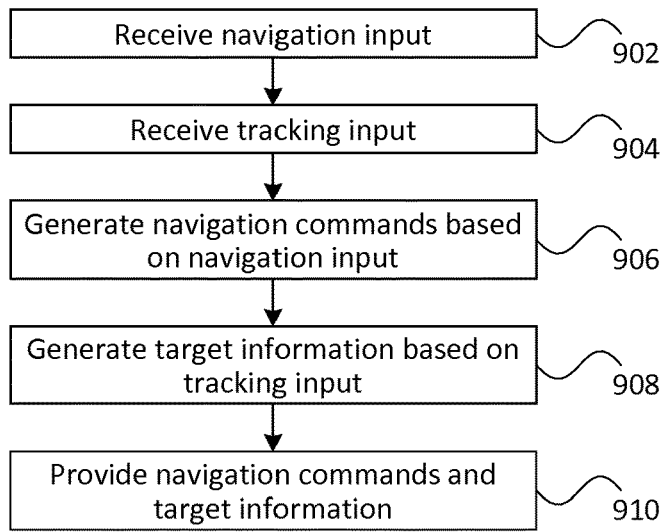 Receive navigation input
902
Receive tracking input
904
Generate navigation commands based
on navigation input
906
Generate target information based on
tracking input
908
Provide navigation commands and
target information
910